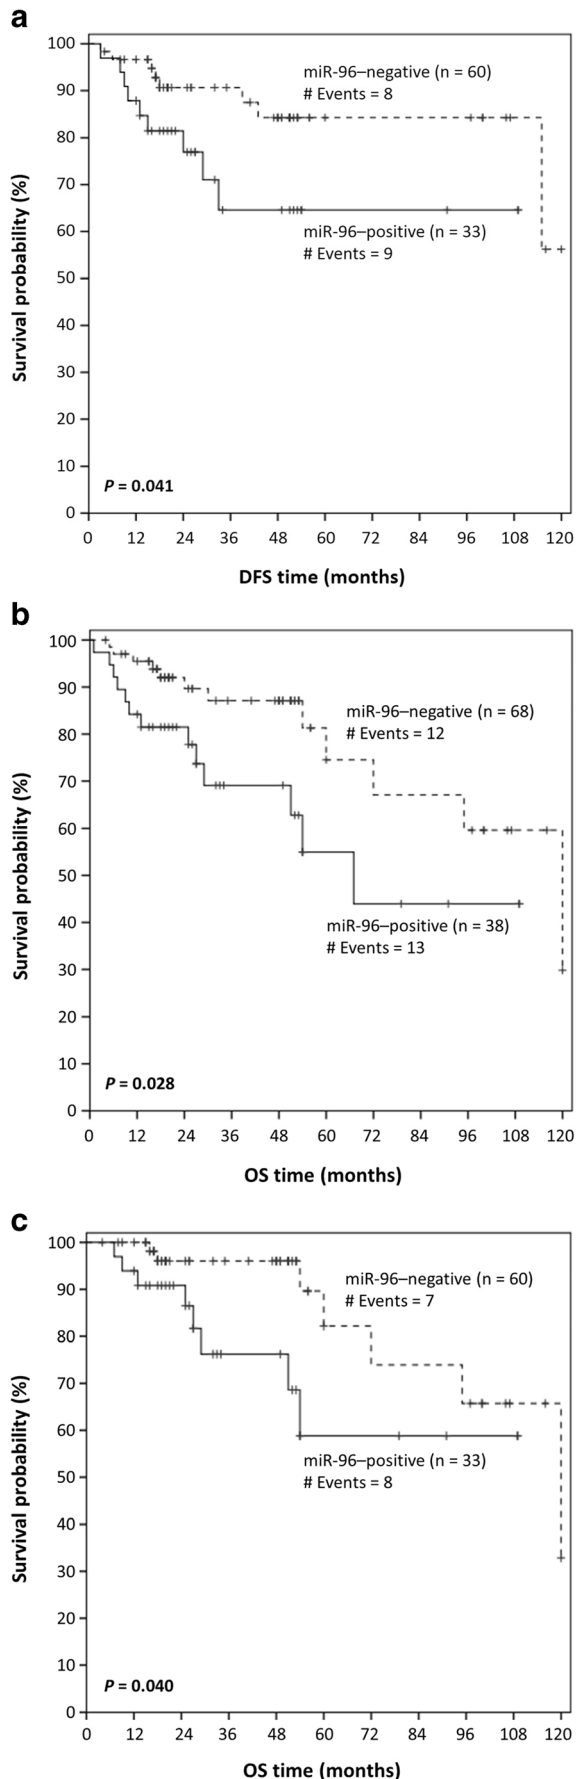 a
100
90
80
70
60
50
40
30
20
10
0
Survival probability (%)
miR-96–negative (n = 60)
# Events = 8
miR-96–positive (n = 33)
# Events = 9
P = 0.041
0 12 24 36 48 60 72 84 96 108 120
DFS time (months)
b
100
90
80
70
60
50
40
30
20
10
0
Survival probability (%)
miR-96–negative (n = 68)
# Events = 12
miR-96–positive (n = 38)
# Events = 13
P = 0.028
0 12 24 36 48 60 72 84 96 108 120
OS time (months)
c
100
90
80
70
60
50
40
30
20
10
0
Survival probability (%)
miR-96–negative (n = 60)
# Events = 7
miR-96–positive (n = 33)
# Events = 8
P = 0.040
0 12 24 36 48 60 72 84 96 108 120
OS time (months)